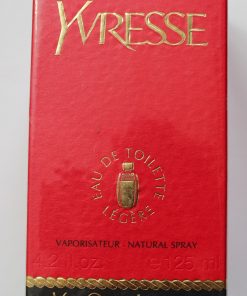 YVRESSE
EAU DE TOILETTE
LÉGÈRE
VAPORISATEUR - NATURAL SPRAY
4.2 fl. oz. 125 ml